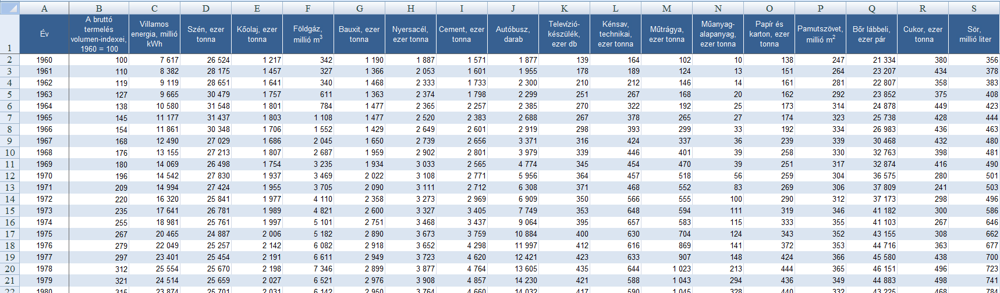 A B C D E F G H I J K L M N O P Q R S
1 Év A bruttó termelés volumen-indexei, 1960 = 100 Villamos energia, millió kWh Szén, ezer tonna Kőolaj, ezer tonna Földgáz, millió m³ Bauxit, ezer tonna Nyersacél, ezer tonna Cement, ezer tonna Autóbusz, darab Televízió-készülék, ezer db Kénsav, technikai, ezer tonna Műtrágya, ezer tonna Műanyag-alapanyag, ezer tonna Papír és karton, ezer tonna Pamutszövet, millió m² Bőr lábbeli, ezer pár Cukor, ezer tonna Sör, millió liter
2 1960 100 7 617 26 524 1 217 342 1 190 1 887 1 571 1 877 139 164 102 10 138 247 21 334 380 356
3 1961 110 8 382 28 175 1 457 327 1 366 2 053 1 601 1 955 178 189 124 13 151 264 23 207 434 378
4 1962 119 9 119 28 651 1 641 340 1 468 2 333 1 733 2 300 210 212 146 14 161 281 22 807 358 383
5 1963 127 9 665 30 479 1 757 611 1 363 2 374 1 798 2 299 251 267 168 20 162 292 23 852 375 408
6 1964 138 10 580 31 548 1 801 784 1 477 2 365 2 257 2 385 270 322 192 25 173 314 24 878 449 423
7 1965 145 11 177 31 437 1 803 1 108 1 477 2 520 2 383 2 688 267 378 265 27 174 323 25 738 428 444
8 1966 154 11 861 30 348 1 706 1 552 1 429 2 649 2 601 2 919 298 393 299 33 192 334 26 983 436 463
9 1967 168 12 490 27 029 1 686 2 045 1 650 2 739 2 656 3 371 316 424 337 36 239 339 30 468 432 480
10 1968 176 13 155 27 213 1 807 2 687 1 959 2 902 2 801 3 979 339 446 401 39 258 330 32 763 398 481
11 1969 180 14 069 26 498 1 754 3 235 1 934 3 033 2 565 4 774 345 454 470 39 251 317 32 874 416 490
12 1970 196 14 542 27 830 1 937 3 469 2 022 3 108 2 771 5 956 364 457 518 56 259 304 36 575 280 501
13 1971 209 14 994 27 424 1 955 3 705 2 090 3 111 2 712 6 308 371 468 552 83 269 306 37 809 241 503
14 1972 220 16 320 25 841 1 977 4 110 2 358 3 273 2 969 6 909 350 566 555 100 290 312 37 173 298 496
15 1973 235 17 641 26 781 1 989 4 821 2 600 3 327 3 405 7 749 353 648 594 111 319 346 41 182 300 586
16 1974 255 18 981 25 761 1 997 5 101 2 751 3 468 3 437 9 064 395 657 583 115 333 355 41 103 267 646
17 1975 267 20 465 24 887 2 006 5 182 2 890 3 673 3 759 10 884 400 630 704 124 343 352 43 155 308 662
18 1976 279 22 049 25 257 2 142 6 082 2 918 3 652 4 298 11 997 412 616 869 141 372 353 44 716 363 677
19 1977 297 23 401 25 454 2 191 6 611 2 949 3 723 4 620 12 421 423 633 907 148 424 366 45 580 438 700
20 1978 312 25 554 25 670 2 198 7 346 2 899 3 877 4 764 13 605 435 644 1 023 213 444 365 46 151 496 723
21 1979 321 24 514 25 659 2 027 6 521 2 976 3 908 4 857 14 230 421 588 1 043 294 436 349 44 883 498 741
22 1980 315 23 874 25 701 2 031 6 142 2 950 3 764 4 660 14 032 417 590 1 045 328 440 332 43 225 468 784